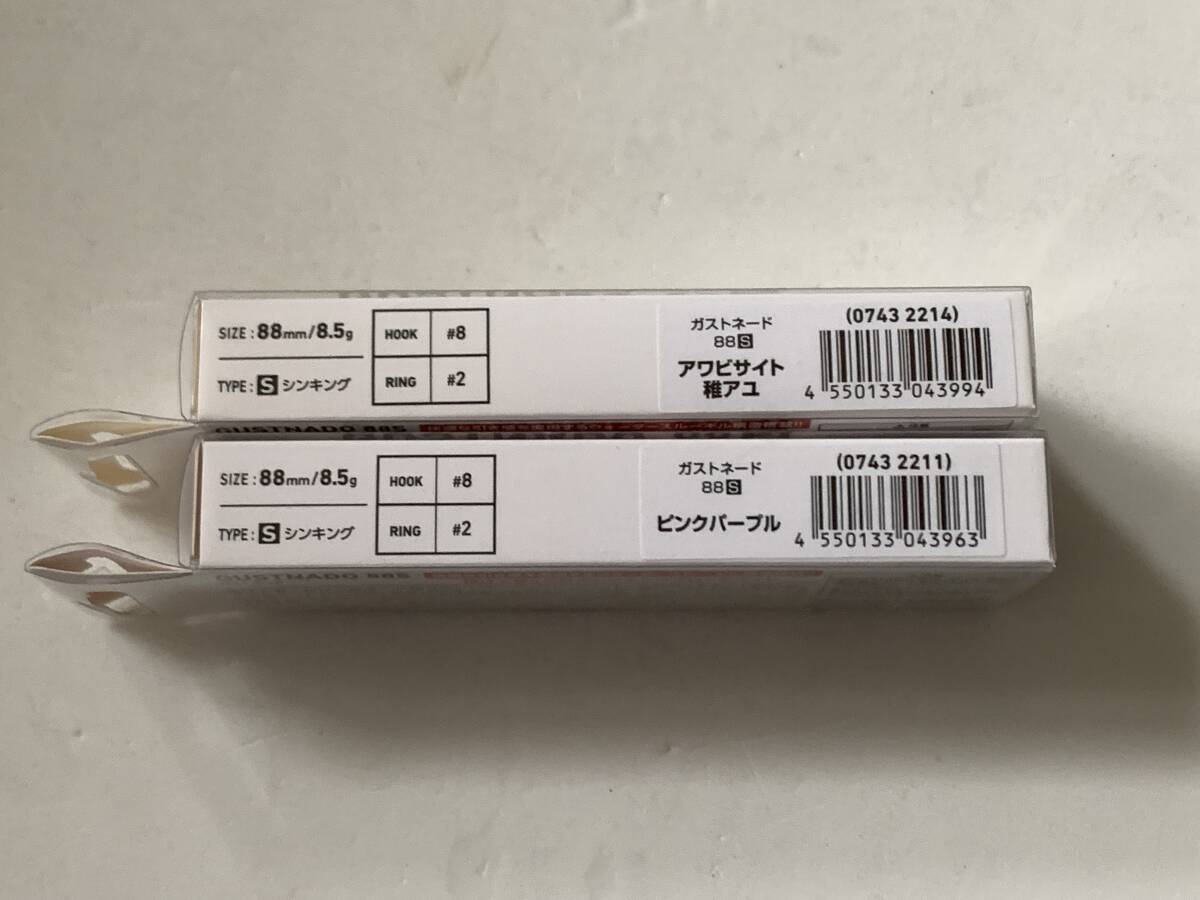 SIZE : 88mm/8.5g
TYPE : S シンキング
HOOK #8
RING #2
ガストネード
88 S
アワビサイト
稚アユ
(0743 2214)
4 550133 043994
GUSTNADO 88S
SIZE : 88mm/8.5g
TYPE : S シンキング
HOOK #8
RING #2
ガストネード
88 S
ピンクパープル
(0743 2211)
4 550133 043963
GUSTNADO 88S